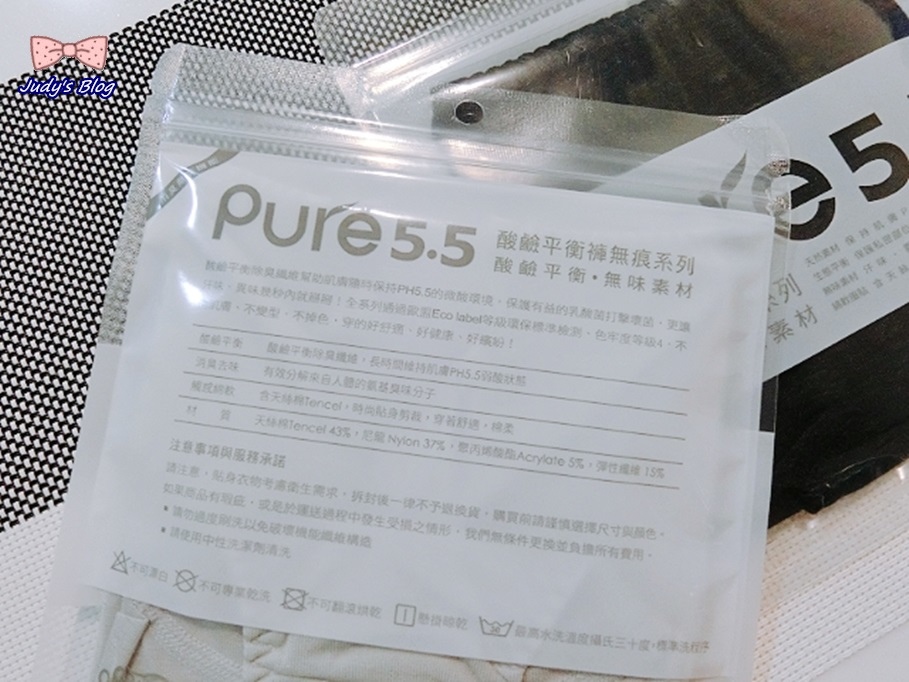 Judy's Blog
pure5.5 酸鹼平衡褲無痕系列
酸鹼平衡•無味素材
酸鹼平衡除臭纖維幫助肌膚隨時保持PH5.5的微酸環境，保護有益的乳酸菌打擊壞菌，更讓
汗味、異味幾秒內就掰掰！全系列通過歐盟Eco label等級環保標準檢測、色牢度等級4、不
、不變型、不掉色，穿的好舒適、好健康、好繽紛！
酸鹼平衡 酸鹼平衡除臭纖維，長時間維持肌膚PH5.5弱酸狀態
消臭去味 有效分解來自人體的氨基臭味分子
觸感綿軟 含天絲棉Tencel，時尚貼身剪裁，穿著舒適，綿柔
材質 天絲棉Tencel 43%，尼龍 Nylon 37%，聚丙烯酸酯Acrylate 5%，彈性纖維 15%
注意事項與服務承諾
請注意，貼身衣物考慮衛生需求，拆封後一律不予退換貨，購買前請謹慎選擇尺寸與顏色。
如果商品有瑕疵，或是於運送過程中發生受損之情形，我們無條件更換並負擔所有費用。
• 請勿過度刷洗以免破壞機能纖維構造
• 請使用中性洗潔劑清洗
不可漂白 不可專業乾洗 不可翻滾烘乾 懸掛晾乾 最高水洗溫度攝氏三十度，標準洗程序
e5.
系列
素材